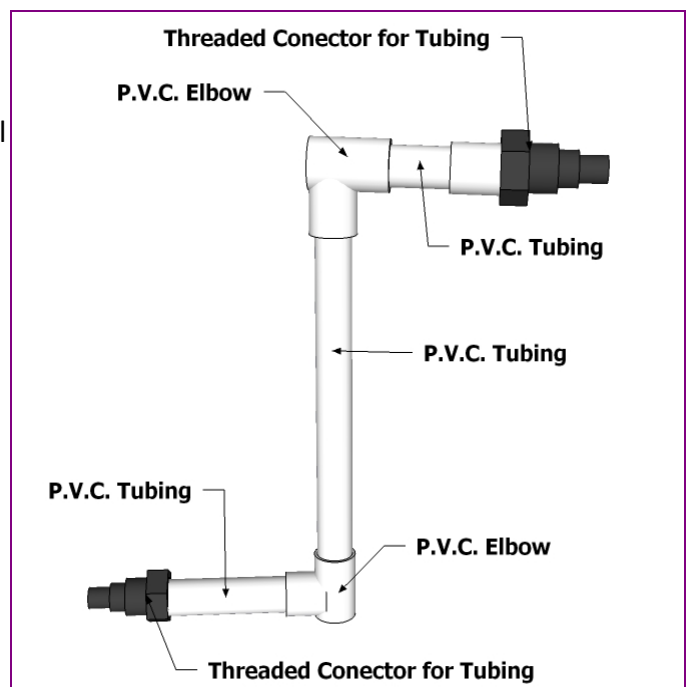 Threaded Conector for Tubing
P.V.C. Elbow
l
P.V.C. Tubing
P.V.C. Tubing
P.V.C. Tubing
P.V.C. Elbow
Threaded Conector for Tubing